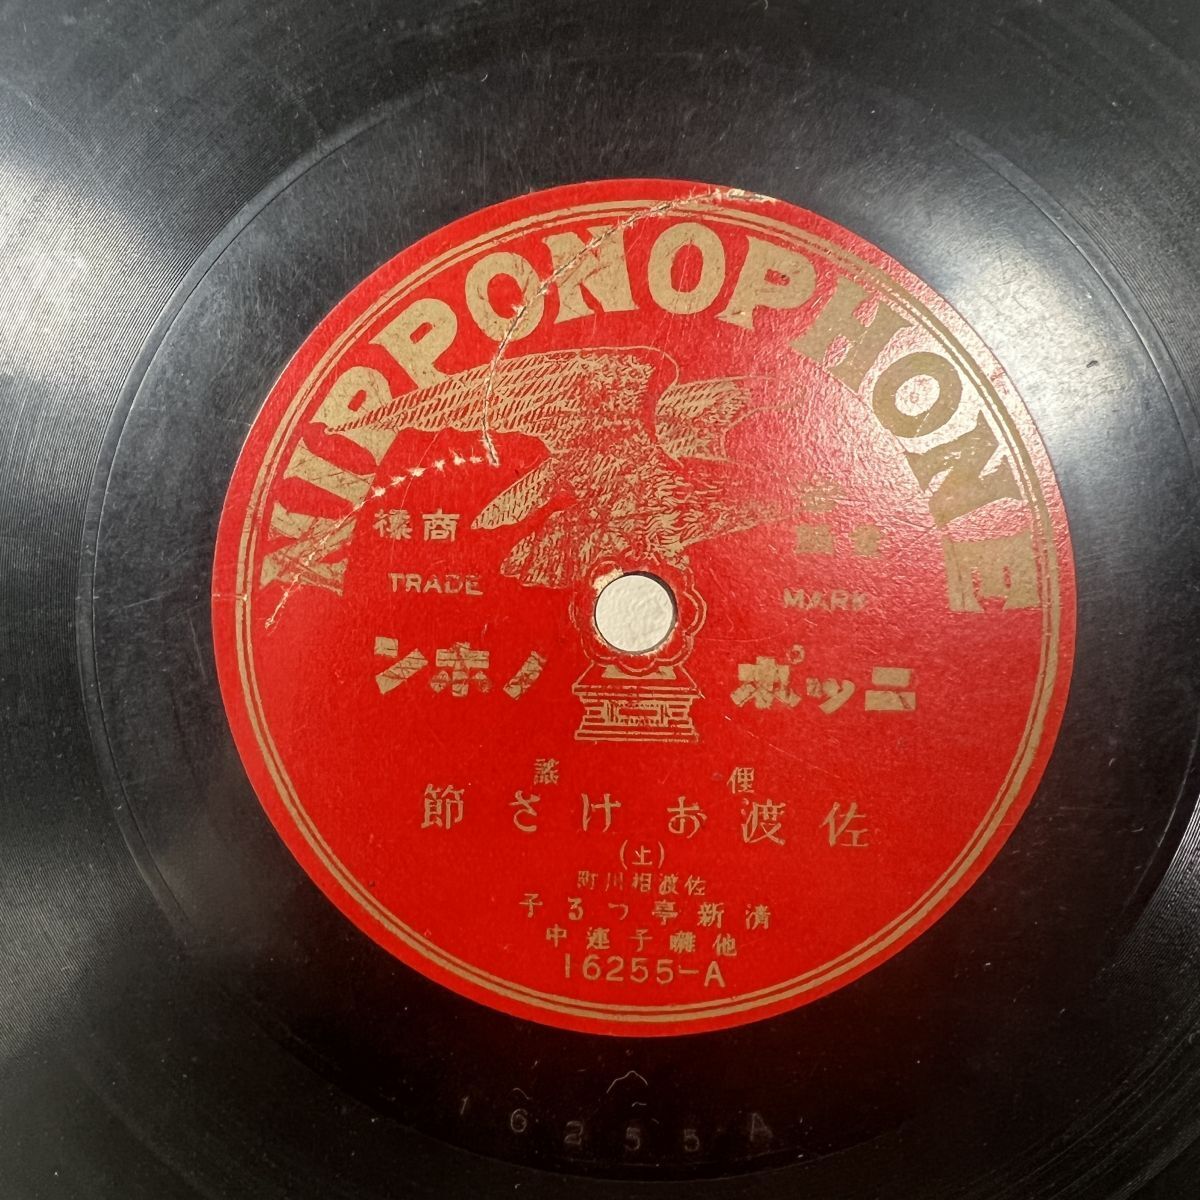 NIPPONOPHONE
商標
TRADE MARK
ニッポノホン
俚謠
佐渡おけさ節
(上)
佐渡相川町
清新亭つる子
他囃子連中
16255-A
16255A